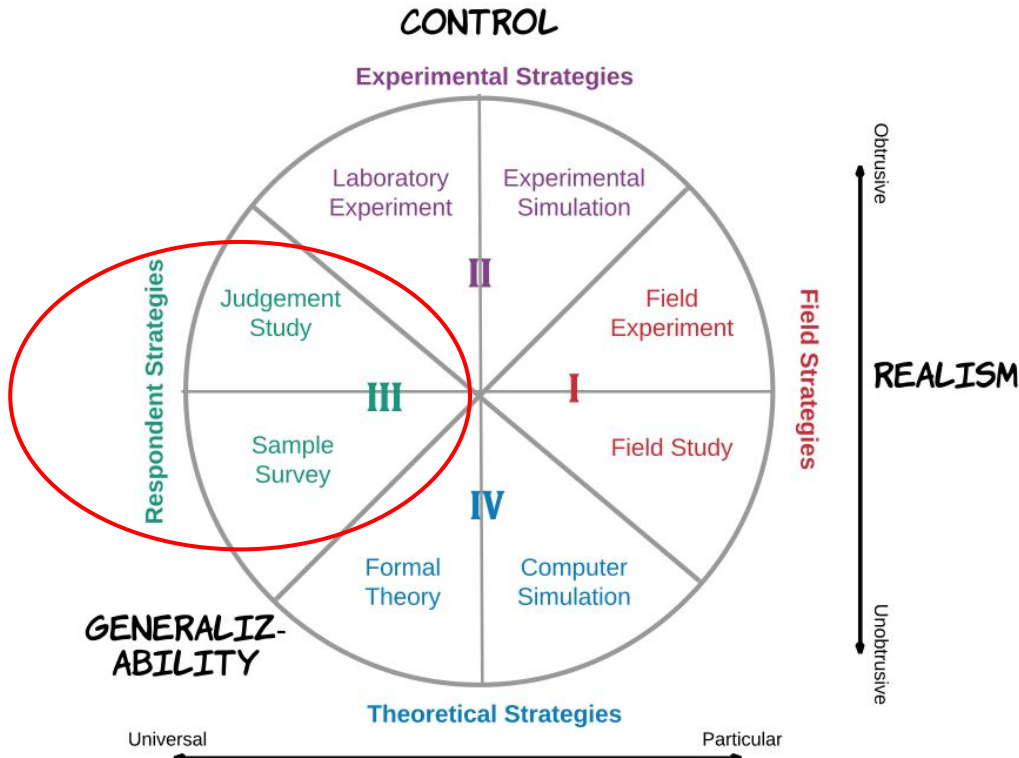 CONTROL
Experimental Strategies
Obtrusive
Laboratory
Experiment
Experimental
Simulation
II
Respondent Strategies
Judgement
Study
Field
Experiment
Field Strategies
REALISM
III
I
Sample
Survey
Field Study
IV
Formal
Theory
Computer
Simulation
GENERALIZ-
ABILITY
Unobtrusive
Theoretical Strategies
Universal
Particular